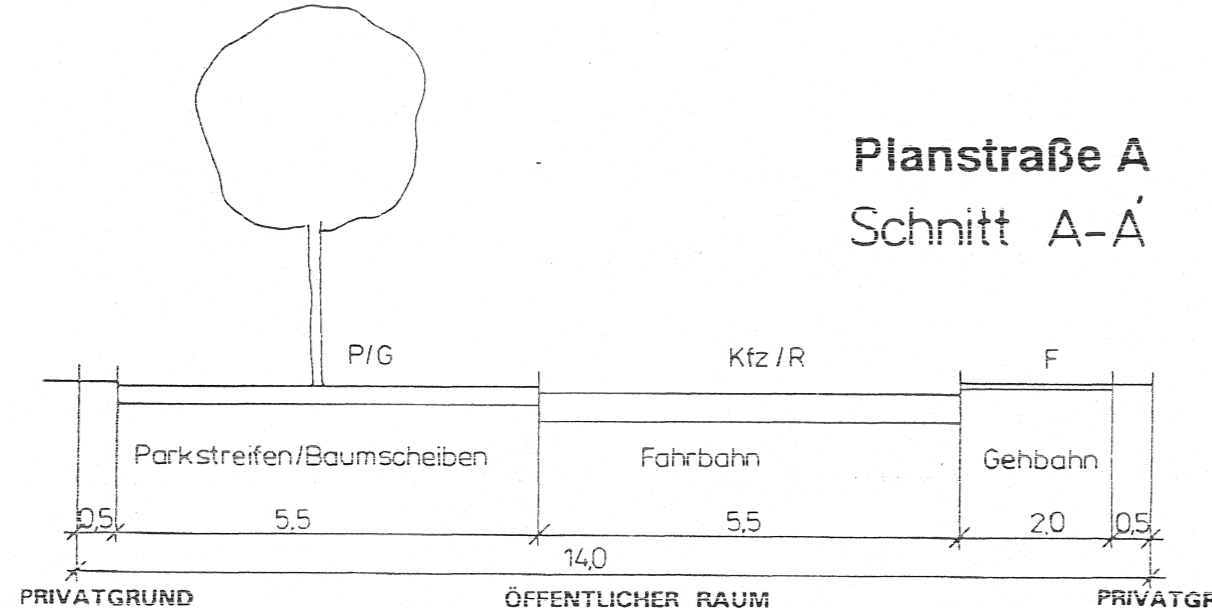 Planstraße A
Schnitt A-A'
P/G
Kfz/R
F
Parkstreifen/Baumscheiben
Fahrbahn
Gehbahn
0,5
5,5
5,5
2,0
0,5
14,0
PRIVATGRUND
ÖFFENTLICHER RAUM
PRIVATGR